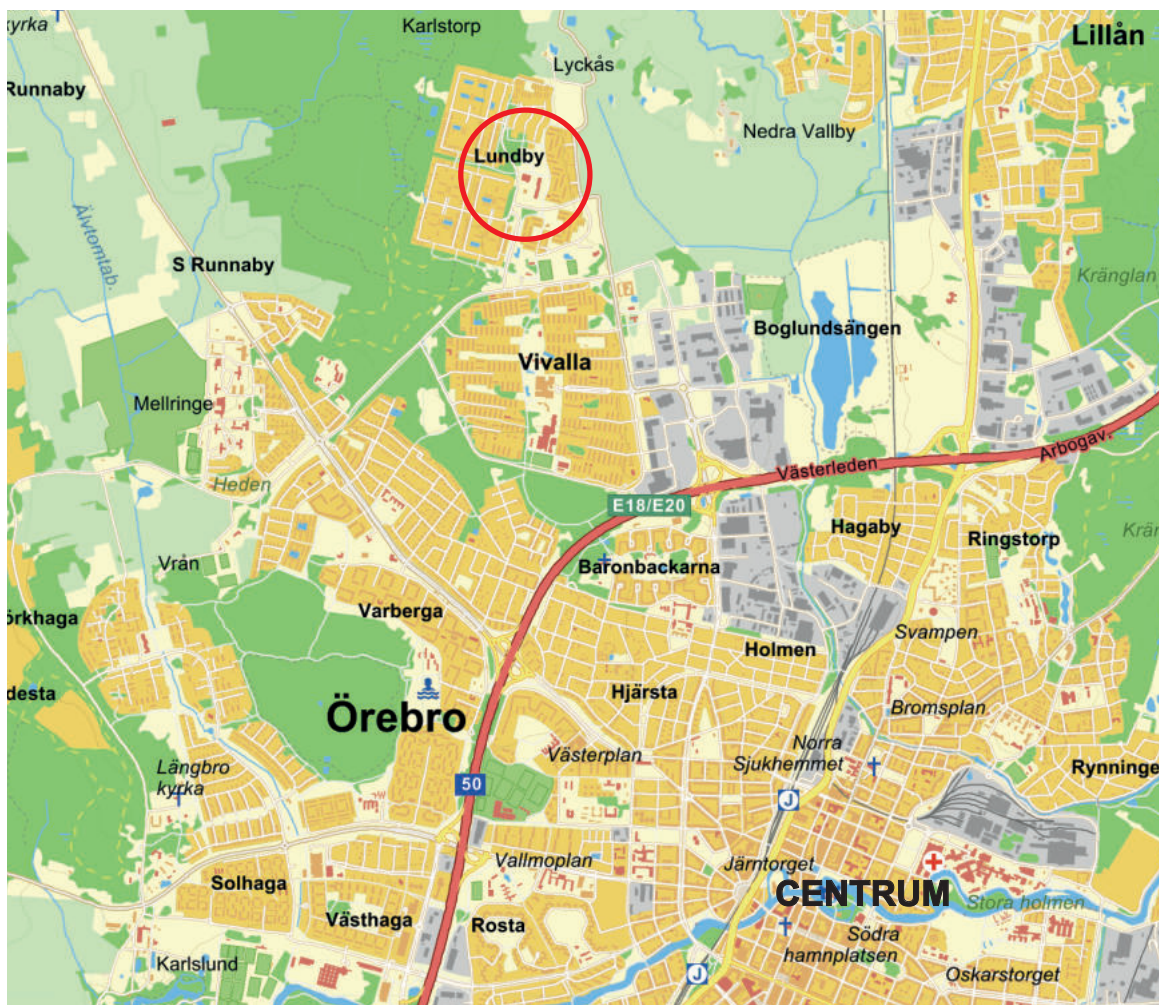 kyrka
Karlstorp
Lillån
Lyckås
Runnaby
Nedra Vallby
Lundby
Älvtomtab.
S Runnaby
Kränglan
Boglundsängen
Vivalla
Mellringe
Arbogav.
Västerleden
Heden
E18/E20
Hagaby
Ringstorp
Krän
Vrån
Baronbackarna
örkhaga
Varberga
Svampen
Holmen
desta
Hjärsta
Örebro
Bromsplan
Norra
Sjukhemmet
Västerplan
Längbro
kyrka
Rynninge
50
J
Järntorget
Vallmoplan
Solhaga
CENTRUM
Stora holmen
Västhaga
Rosta
Södra
hamnplatsen
Karlslund
J
Oskarstorget